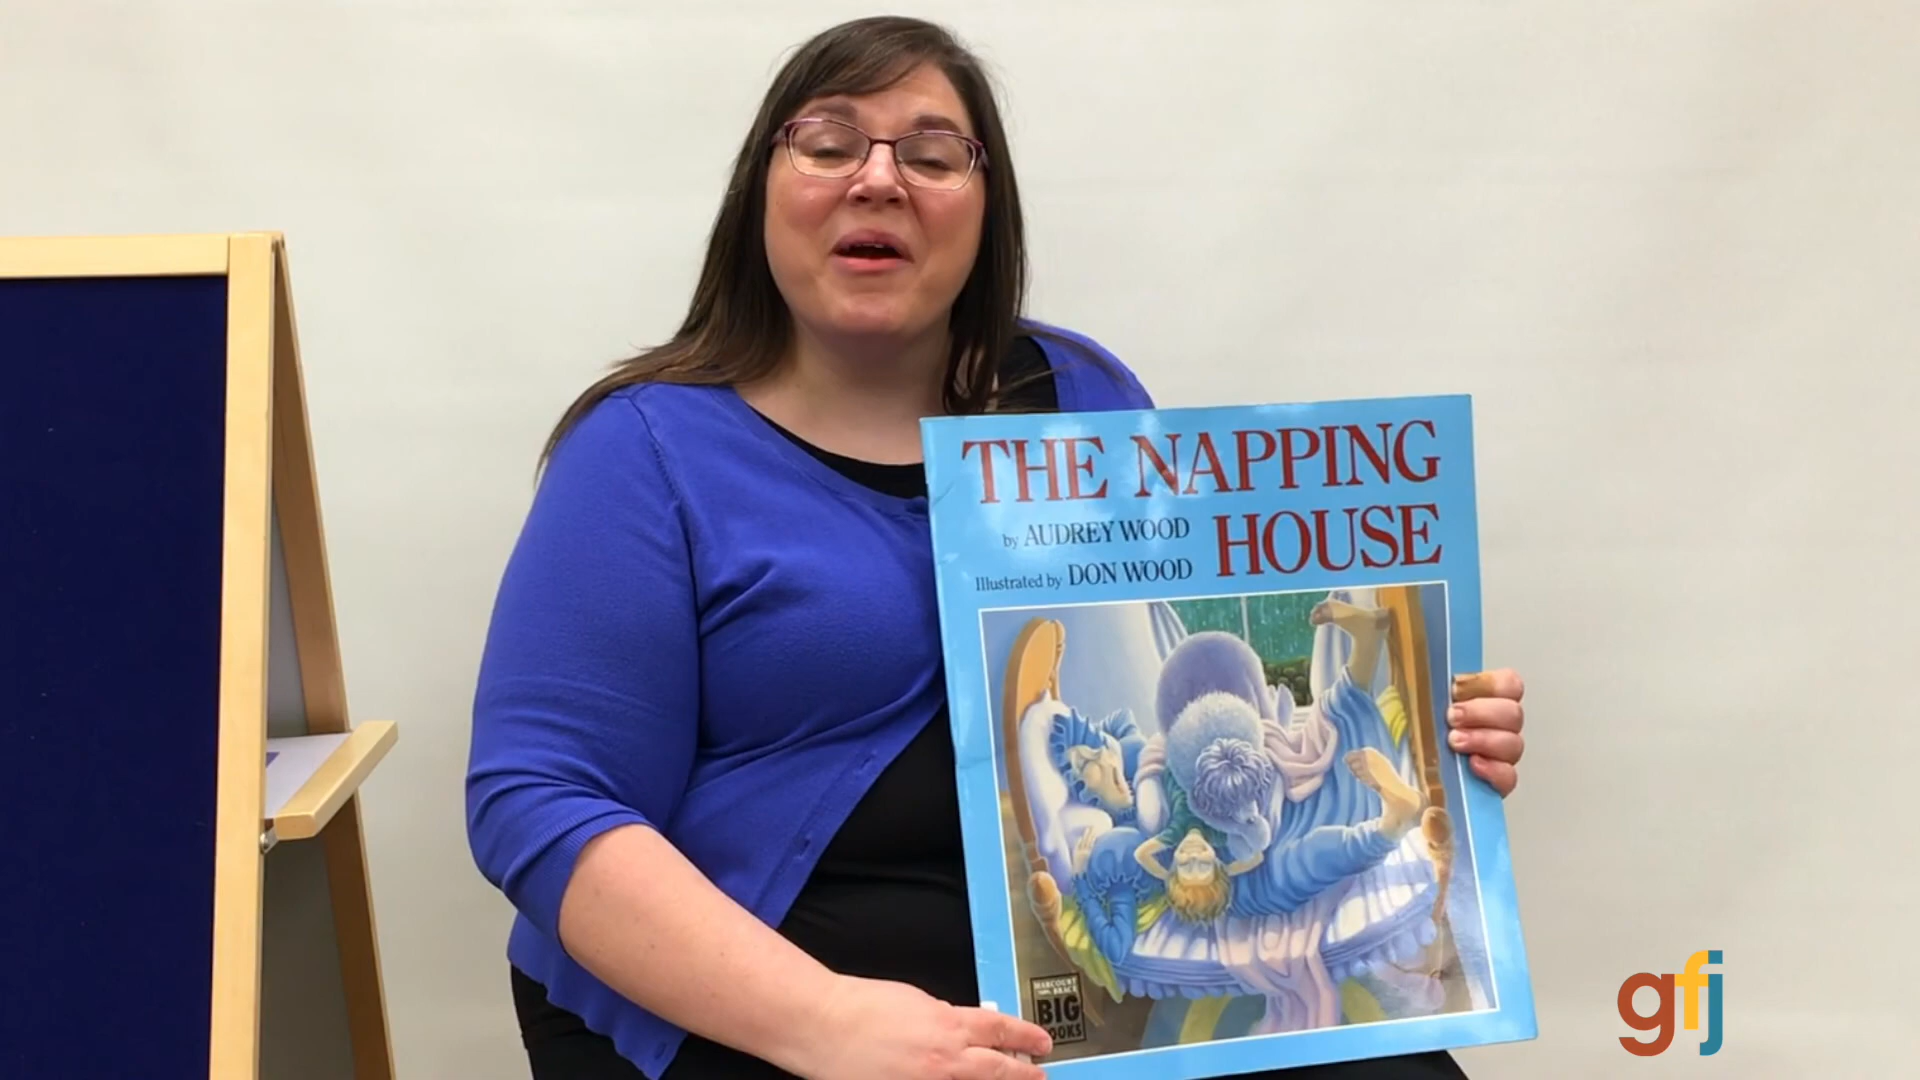 THE NAPPING
HOUSE
by AUDREY WOOD
Illustrated by DON WOOD
HARCOURT
BRACE
BIG
BOOKS
gfj